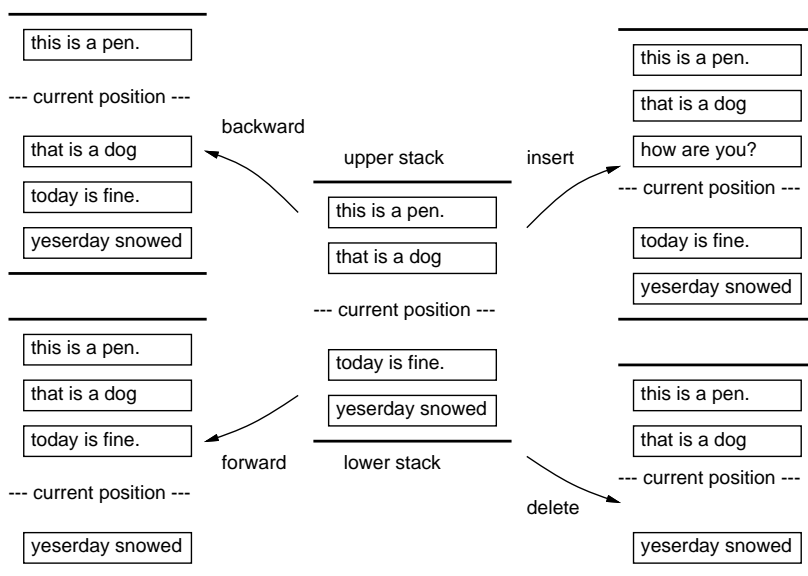 this is a pen.
--- current position ---
that is a dog
today is fine.
yeserday snowed
backward
upper stack
insert
this is a pen.
that is a dog
--- current position ---
today is fine.
yeserday snowed
lower stack
this is a pen.
that is a dog
how are you?
--- current position ---
today is fine.
yeserday snowed
this is a pen.
that is a dog
today is fine.
--- current position ---
yeserday snowed
forward
delete
this is a pen.
that is a dog
--- current position ---
yeserday snowed